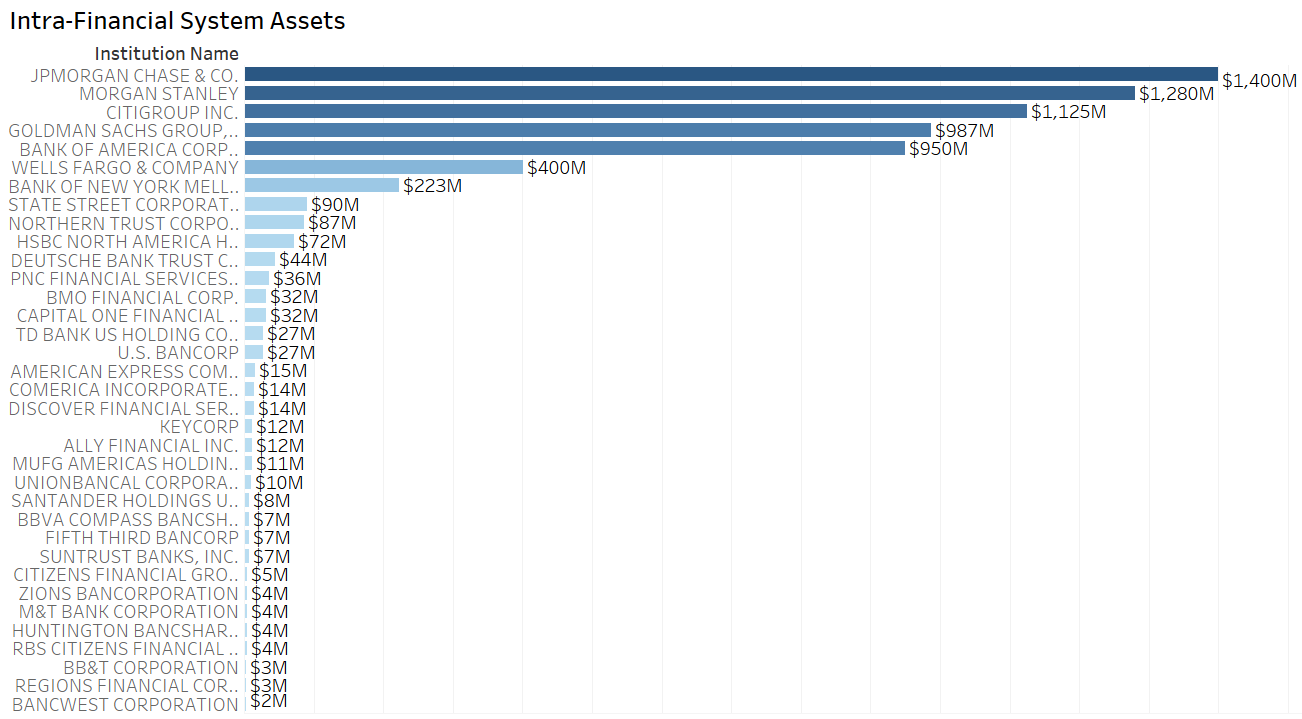 Intra-Financial System Assets
Institution Name
JPMORGAN CHASE & CO. $1,400M
MORGAN STANLEY $1,280M
CITIGROUP INC. $1,125M
GOLDMAN SACHS GROUP,.. $987M
BANK OF AMERICA CORP.. $950M
WELLS FARGO & COMPANY $400M
BANK OF NEW YORK MELL.. $223M
STATE STREET CORPORAT.. $90M
NORTHERN TRUST CORPO.. $87M
HSBC NORTH AMERICA H.. $72M
DEUTSCHE BANK TRUST C.. $44M
PNC FINANCIAL SERVICES.. $36M
BMO FINANCIAL CORP. $32M
CAPITAL ONE FINANCIAL .. $32M
TD BANK US HOLDING CO.. $27M
U.S. BANCORP $27M
AMERICAN EXPRESS COM.. $15M
COMERICA INCORPORATE.. $14M
DISCOVER FINANCIAL SER.. $14M
KEYCORP $12M
ALLY FINANCIAL INC. $12M
MUFG AMERICAS HOLDIN.. $11M
UNIONBANCAL CORPORA.. $10M
SANTANDER HOLDINGS U.. $8M
BBVA COMPASS BANCSH.. $7M
FIFTH THIRD BANCORP $7M
SUNTRUST BANKS, INC. $7M
CITIZENS FINANCIAL GRO.. $5M
ZIONS BANCORPORATION $4M
M&T BANK CORPORATION $4M
HUNTINGTON BANCSHAR.. $4M
RBS CITIZENS FINANCIAL .. $4M
BB&T CORPORATION $3M
REGIONS FINANCIAL COR.. $3M
BANCWEST CORPORATION $2M